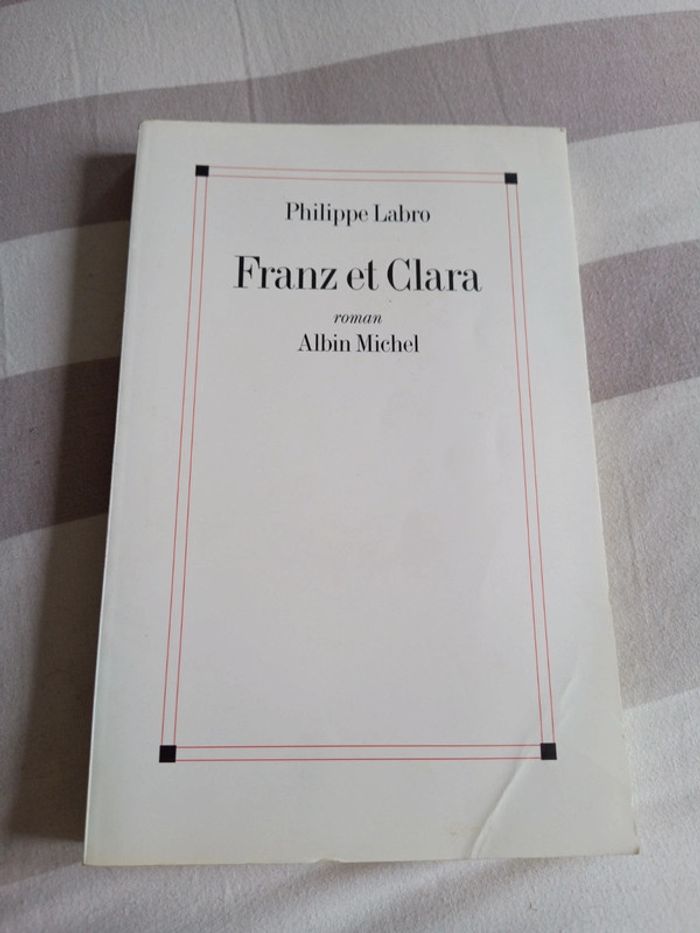 Philippe Labro
Franz et Clara
roman
Albin Michel